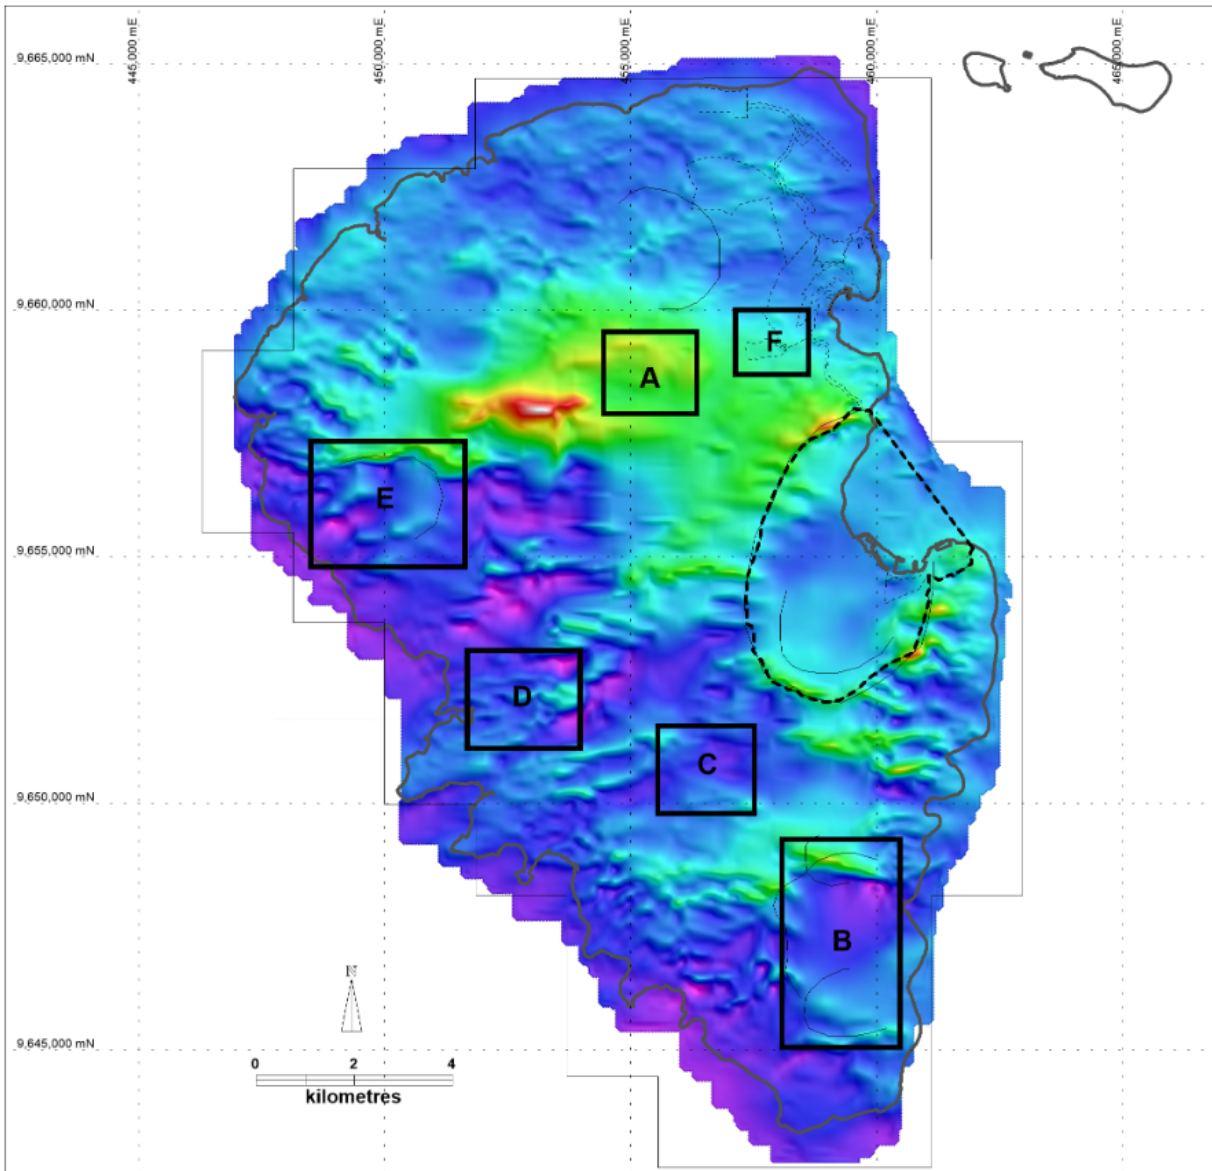 445,000 mE
450,000 mE
455,000 mE
460,000 mE
465,000 mE
9,665,000 mN
9,660,000 mN
F
A
E
9,655,000 mN
D
C
9,650,000 mN
B
N
9,645,000 mN
0 2 4
kilometres